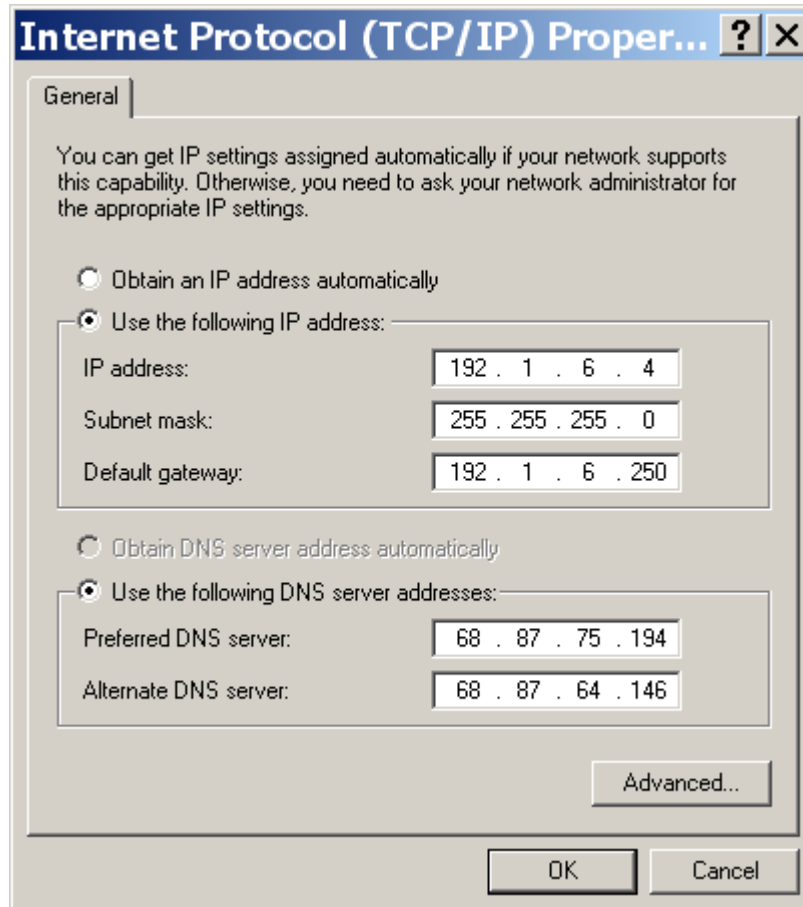 Internet Protocol (TCP/IP) Proper...
General
You can get IP settings assigned automatically if your network supports
this capability. Otherwise, you need to ask your network administrator for
the appropriate IP settings.
Obtain an IP address automatically
Use the following IP address:
IP address: 192 . 1 . 6 . 4
Subnet mask: 255 . 255 . 255 . 0
Default gateway: 192 . 1 . 6 . 250
Obtain DNS server address automatically
Use the following DNS server addresses:
Preferred DNS server: 68 . 87 . 75 . 194
Alternate DNS server: 68 . 87 . 64 . 146
Advanced...
OK Cancel